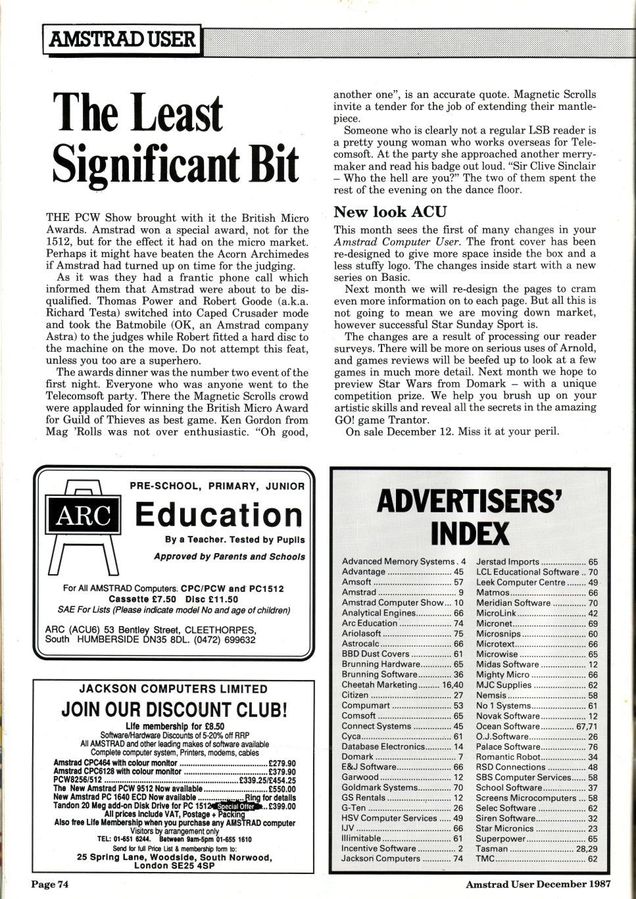 AMSTRAD USER
The Least
Significant Bit
THE PCW Show brought with it the British Micro
Awards. Amstrad won a special award, not for the
1512, but for the effect it had on the micro market.
Perhaps it might have beaten the Acorn Archimedes
if Amstrad had turned up on time for the judging.
As it was they had a frantic phone call which
informed them that Amstrad were about to be dis-
qualified. Thomas Power and Robert Goode (a.k.a.
Richard Testa) switched into Caped Crusader mode
and took the Batmobile (OK, an Amstrad company
Astra) to the judges while Robert fitted a hard disc to
the machine on the move. Do not attempt this feat,
unless you too are a superhero.
The awards dinner was the number two event of the
first night. Everyone who was anyone went to the
Telecomsoft party. There the Magnetic Scrolls crowd
were applauded for winning the British Micro Award
for Guild of Thieves as best game. Ken Gordon from
Mag 'Rolls was not over enthusiastic. "Oh good,
another one", is an accurate quote. Magnetic Scrolls
invite a tender for the job of extending their mantle-
piece.
Someone who is clearly not a regular LSB reader is
a pretty young woman who works overseas for Tele-
comsoft. At the party she approached another merry-
maker and read his badge out loud. "Sir Clive Sinclair
– Who the hell are you?" The two of them spent the
rest of the evening on the dance floor.
New look ACU
This month sees the first of many changes in your
Amstrad Computer User. The front cover has been
re-designed to give more space inside the box and a
less stuffy logo. The changes inside start with a new
series on Basic.
Next month we will re-design the pages to cram
even more information on to each page. But all this is
not going to mean we are moving down market,
however successful Star Sunday Sport is.
The changes are a result of processing our reader
surveys. There will be more on serious uses of Arnold,
and games reviews will be beefed up to look at a few
games in much more detail. Next month we hope to
preview Star Wars from Domark – with a unique
competition prize. We help you brush up on your
artistic skills and reveal all the secrets in the amazing
GO! game Trantor.
On sale December 12. Miss it at your peril.
ARC
PRE-SCHOOL, PRIMARY, JUNIOR
Education
By a Teacher. Tested by Pupils
Approved by Parents and Schools
For All AMSTRAD Computers. CPC/PCW and PC1512
Cassette £7.50 Disc £11.50
SAE For Lists (Please indicate model No and age of children)
ARC (ACU6) 53 Bentley Street, CLEETHORPES,
South HUMBERSIDE DN35 8DL. (0472) 699632
JACKSON COMPUTERS LIMITED
JOIN OUR DISCOUNT CLUB!
Life membership for £8.50
Software/Hardware Discounts of 5-20% off RRP
All AMSTRAD and other leading makes of software available
Complete computer system, Printers, modems, cables
Amstrad CPC464 with colour monitor £279.90
Amstrad CPC6128 with colour monitor £379.90
PCW8256/512 £339.25/£454.25
The New Amstrad PCW 9512 Now available £550.00
New Amstrad PC 1640 ECD Now available Ring for details
Tandon 20 Meg add-on Disk Drive for PC 1512 Special Offer £399.00
All prices Include VAT, Postage + Packing
Also free Life Membership when you purchase any AMSTRAD computer
Visitors by arrangement only
TEL: 01-651 6244. Between 9am-5pm 01-655 1610
Send for full Price List & membership form to:
25 Spring Lane, Woodside, South Norwood,
London SE25 4SP
ADVERTISERS'
INDEX
Advanced Memory Systems . 4
Advantage 45
Amsoft 57
Amstrad 9
Amstrad Computer Show 10
Analytical Engines 66
Arc Education 74
Ariolasoft 75
Astrocalc 66
BBD Dust Covers 61
Brunning Hardware 65
Brunning Software 36
Cheetah Marketing 16,40
Citizen 27
Compumart 53
Comsoft 65
Connect Systems 45
Cyca 61
Database Electronics 14
Domark 7
E&J Software 66
Garwood 12
Goldmark Systems 70
GS Rentals 12
G-Ten 26
HSV Computer Services 49
IJV 66
Illimitable 61
Incentive Software 2
Jackson Computers 74
Jerstad Imports 65
LCL Educational Software .. 70
Leek Computer Centre 49
Matmos 66
Meridian Software 70
MicroLink 42
Micronet 69
Microsnips 60
Microtext 66
Microwise 65
Midas Software 12
Mighty Micro 66
MJC Supplies 62
Nemsis 58
No 1 Systems 61
Novak Software 12
Ocean Software 67,71
O.J.Software 26
Palace Software 76
Romantic Robot 34
RSD Connections 48
SBS Computer Services 58
School Software 37
Screens Microcomputers ... 58
Selec Software 62
Siren Software 32
Star Micronics 23
Superpower 65
Tasman 28,29
TMC 62
Page 74
Amstrad User December 1987